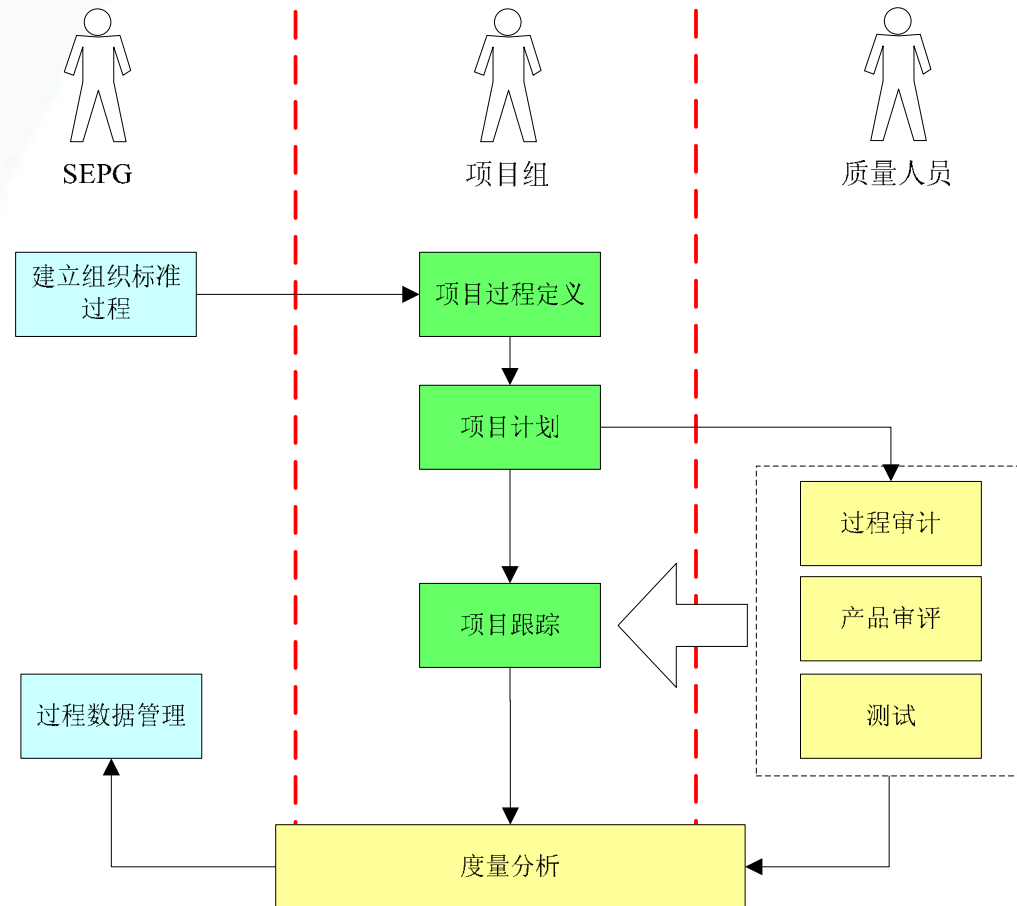 SEPG
项目组
质量人员
建立组织标准
过程
项目过程定义
项目计划
过程审计
产品审评
项目跟踪
测试
过程数据管理
度量分析